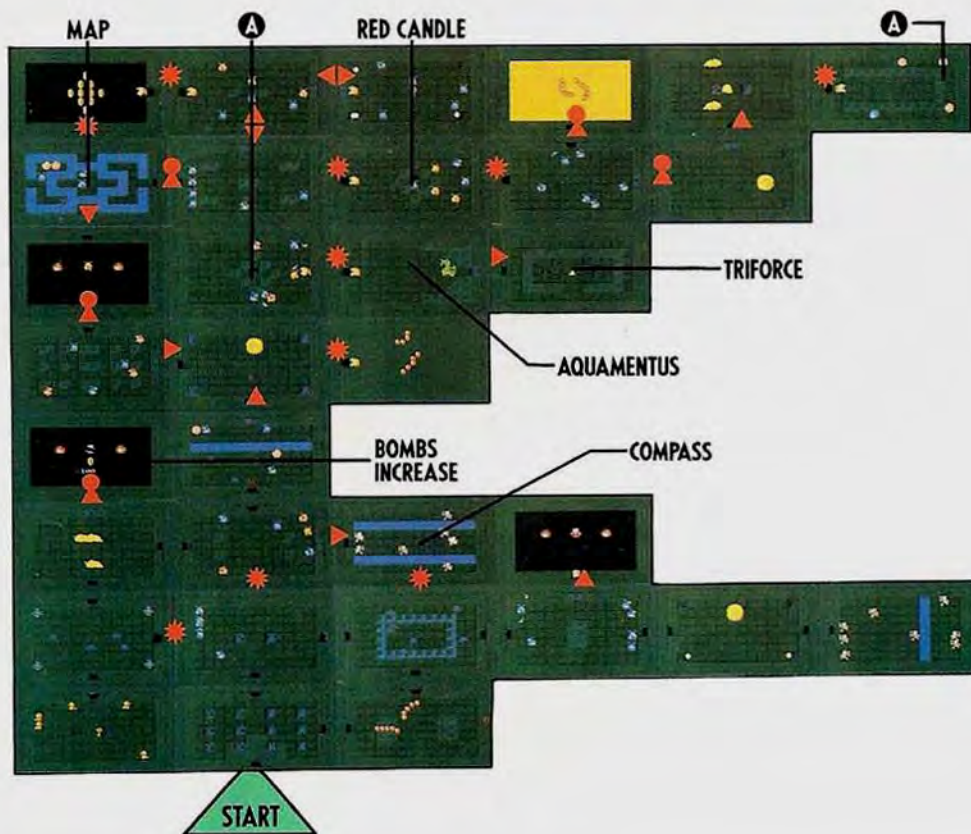 MAP
A
RED CANDLE
A
TRIFORCE
AQUAMENTUS
BOMBS
INCREASE
COMPASS
START